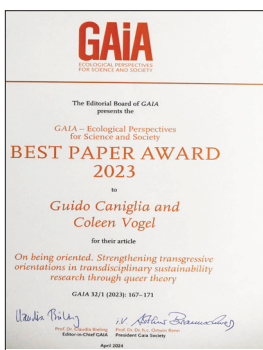 GAiA
ECOLOGICAL PERSPECTIVES
FOR SCIENCE AND SOCIETY
The Editorial Board of GAIA
presents the
GAIA – Ecological Perspectives
for Science and Society
BEST PAPER AWARD
2023
to
Guido Caniglia and
Coleen Vogel
for their article
On being oriented. Strengthening transgressive
orientations in transdisciplinary sustainability
research through queer theory
GAIA 32/1 (2023): 167–171
Prof. Dr. Claudia Bieling
Editor-in-Chief GAIA
President Gaia Society
April 2024